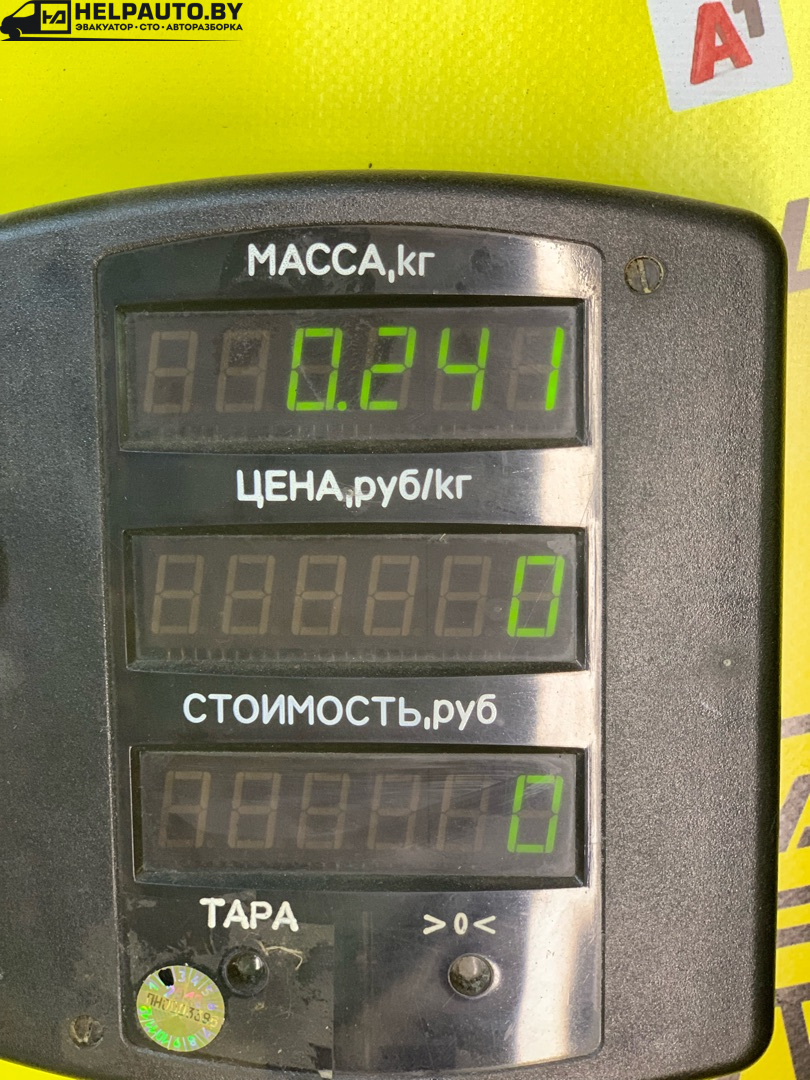 HELPAUTO.BY
ЭВАКУАТОР • СТО • АВТОРАЗБОРКА
A1
МАССА,кг
0.241
ЦЕНА,руб/кг
0
СТОИМОСТЬ,руб
0
ТАРА >0<